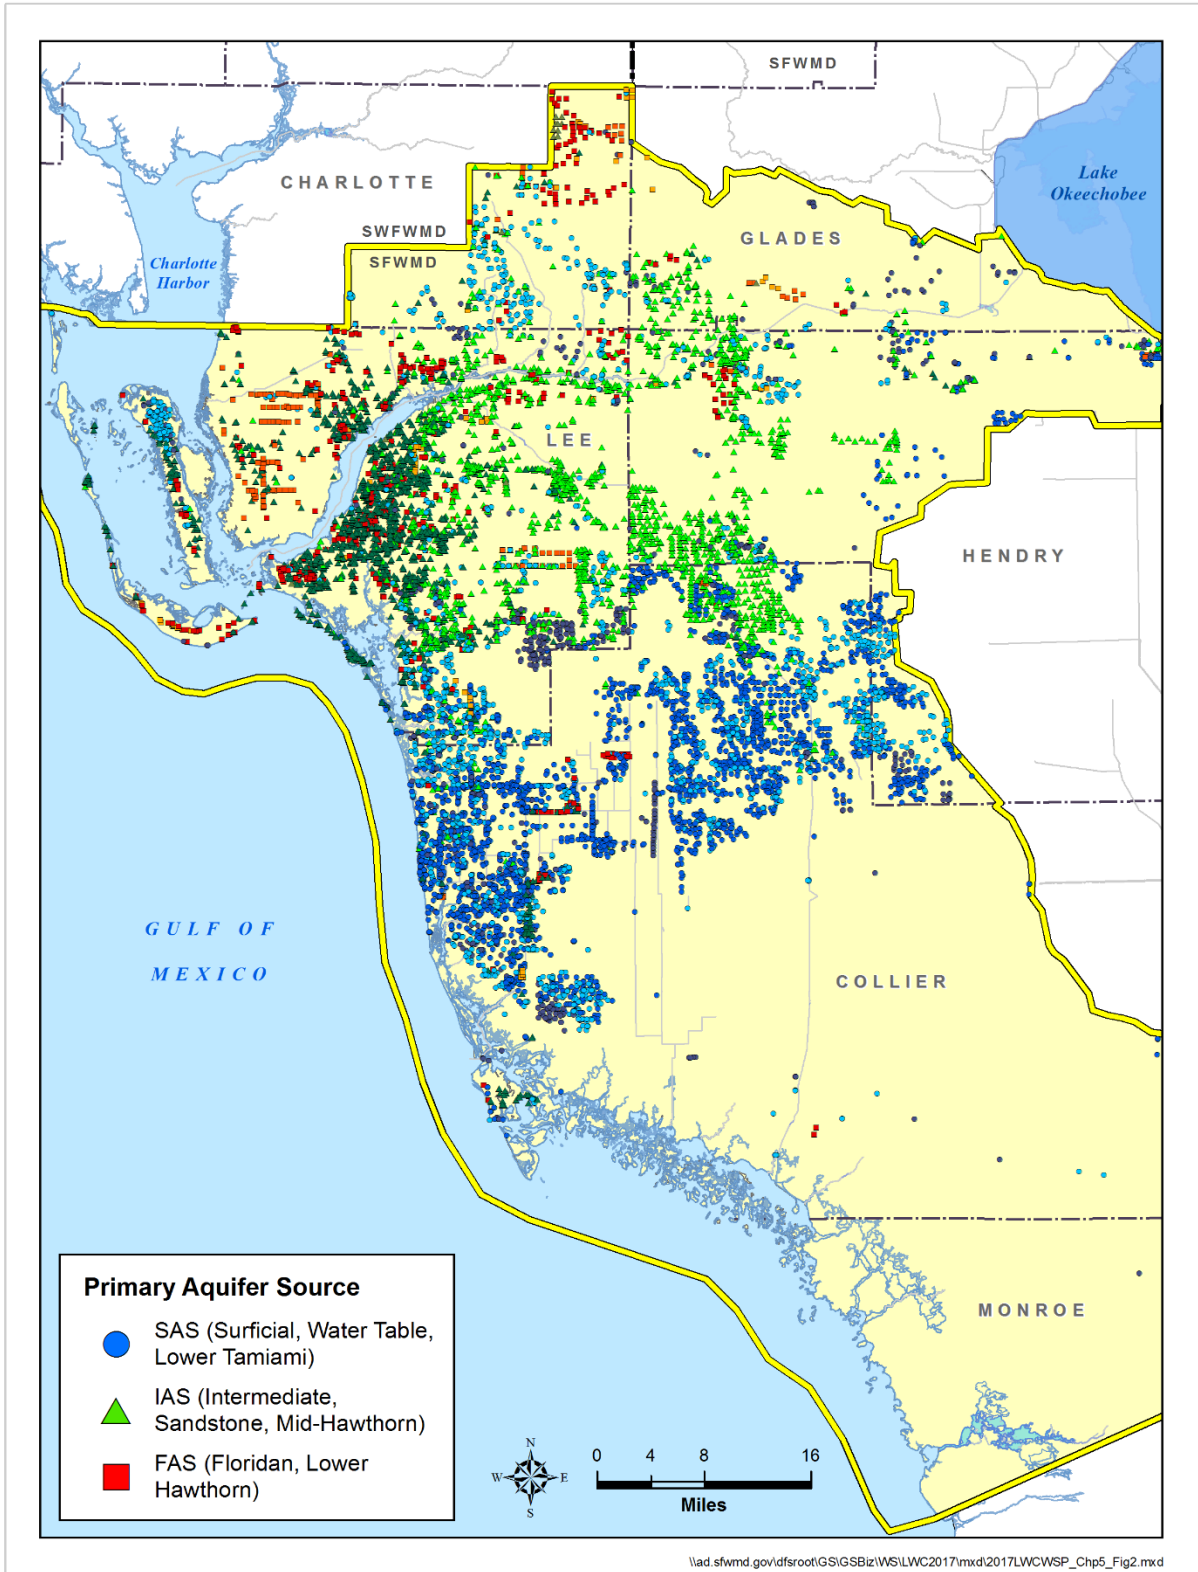 SFWMD
Lake
Okeechobee
CHARLOTTE
SWFWMD
SFWMD
GLADES
Charlotte
Harbor
LEE
HENDRY
GULF OF
MEXICO
COLLIER
MONROE
Primary Aquifer Source
SAS (Surficial, Water Table,
Lower Tamiami)
IAS (Intermediate,
Sandstone, Mid-Hawthorn)
FAS (Floridan, Lower
Hawthorn)
N
W
E
S
0 4 8 16
Miles
\\ad.sfwmd.gov\dfsroot\GS\GSBiz\WS\LWC2017\mxd\2017LWCWSP_Chp5_Fig2.mxd